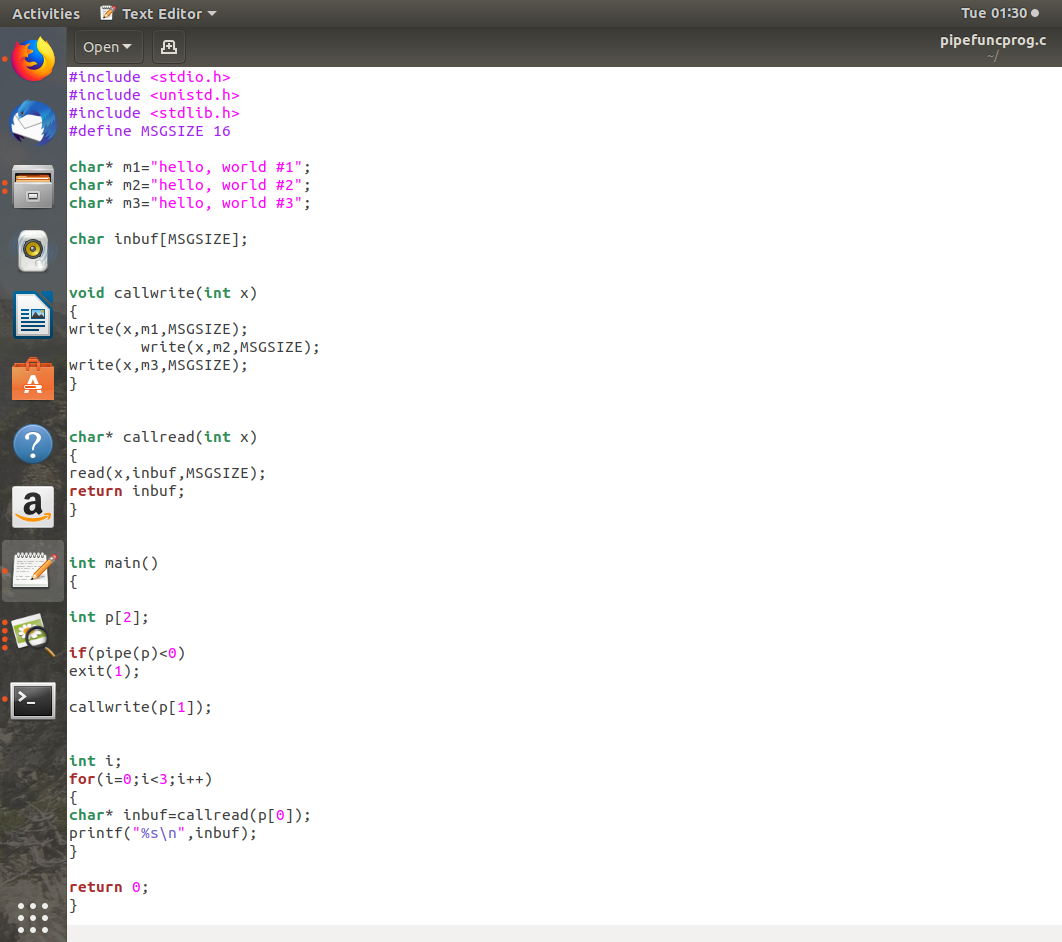 Activities Text Editor Tue 01:30
Open pipefuncprog.c
~/
#include <stdio.h>
#include <unistd.h>
#include <stdlib.h>
#define MSGSIZE 16
char* m1="hello, world #1";
char* m2="hello, world #2";
char* m3="hello, world #3";
char inbuf[MSGSIZE];
void callwrite(int x)
{
write(x,m1,MSGSIZE);
        write(x,m2,MSGSIZE);
write(x,m3,MSGSIZE);
}
char* callread(int x)
{
read(x,inbuf,MSGSIZE);
return inbuf;
}
int main()
{
int p[2];
if(pipe(p)<0)
exit(1);
callwrite(p[1]);
int i;
for(i=0;i<3;i++)
{
char* inbuf=callread(p[0]);
printf("%s\n",inbuf);
}
return 0;
}